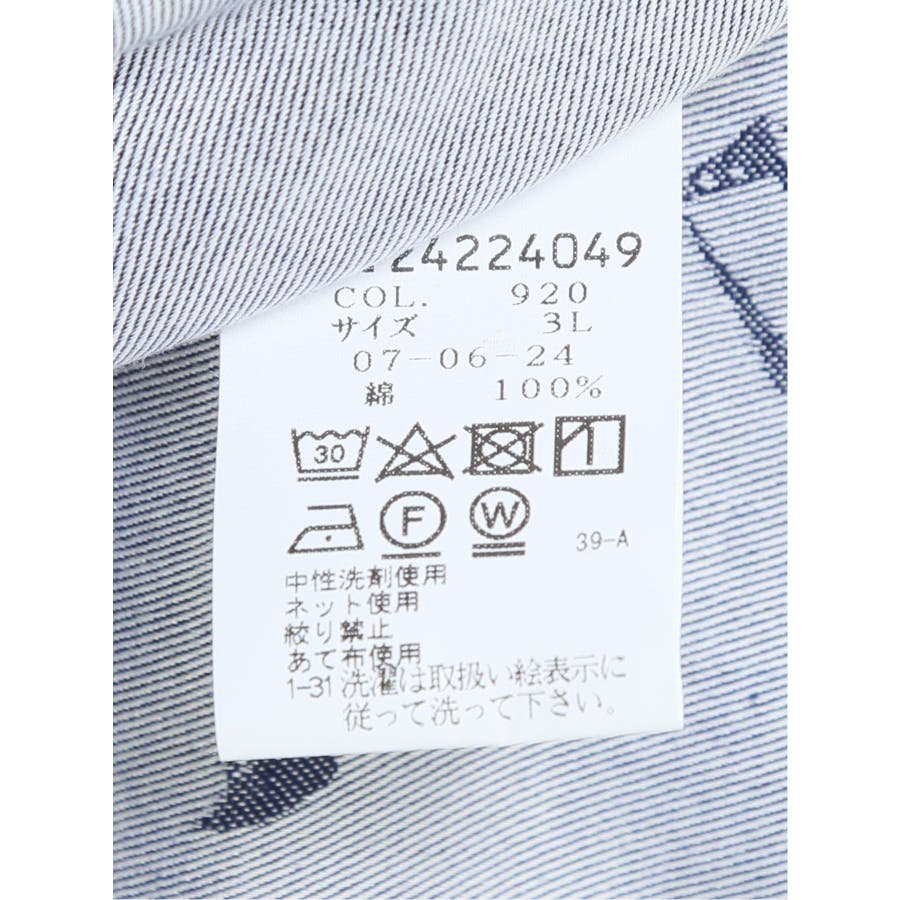 24224049
COL. 920
サイズ 3L
07-06-24
綿 100%
30
F W 39-A
中性洗剤使用
ネット使用
絞り禁止
あて布使用
1-31 洗濯は取扱い絵表示に
従って洗って下さい。